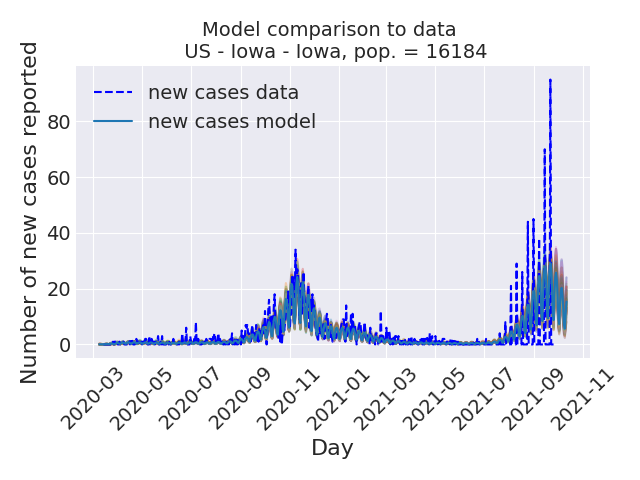 Model comparison to data
US - Iowa - Iowa, pop. = 16184
Number of new cases reported
new cases data
new cases model
80
60
40
20
0
2020-03
2020-05
2020-07
2020-09
2020-11
2021-01
2021-03
2021-05
2021-07
2021-09
2021-11
Day